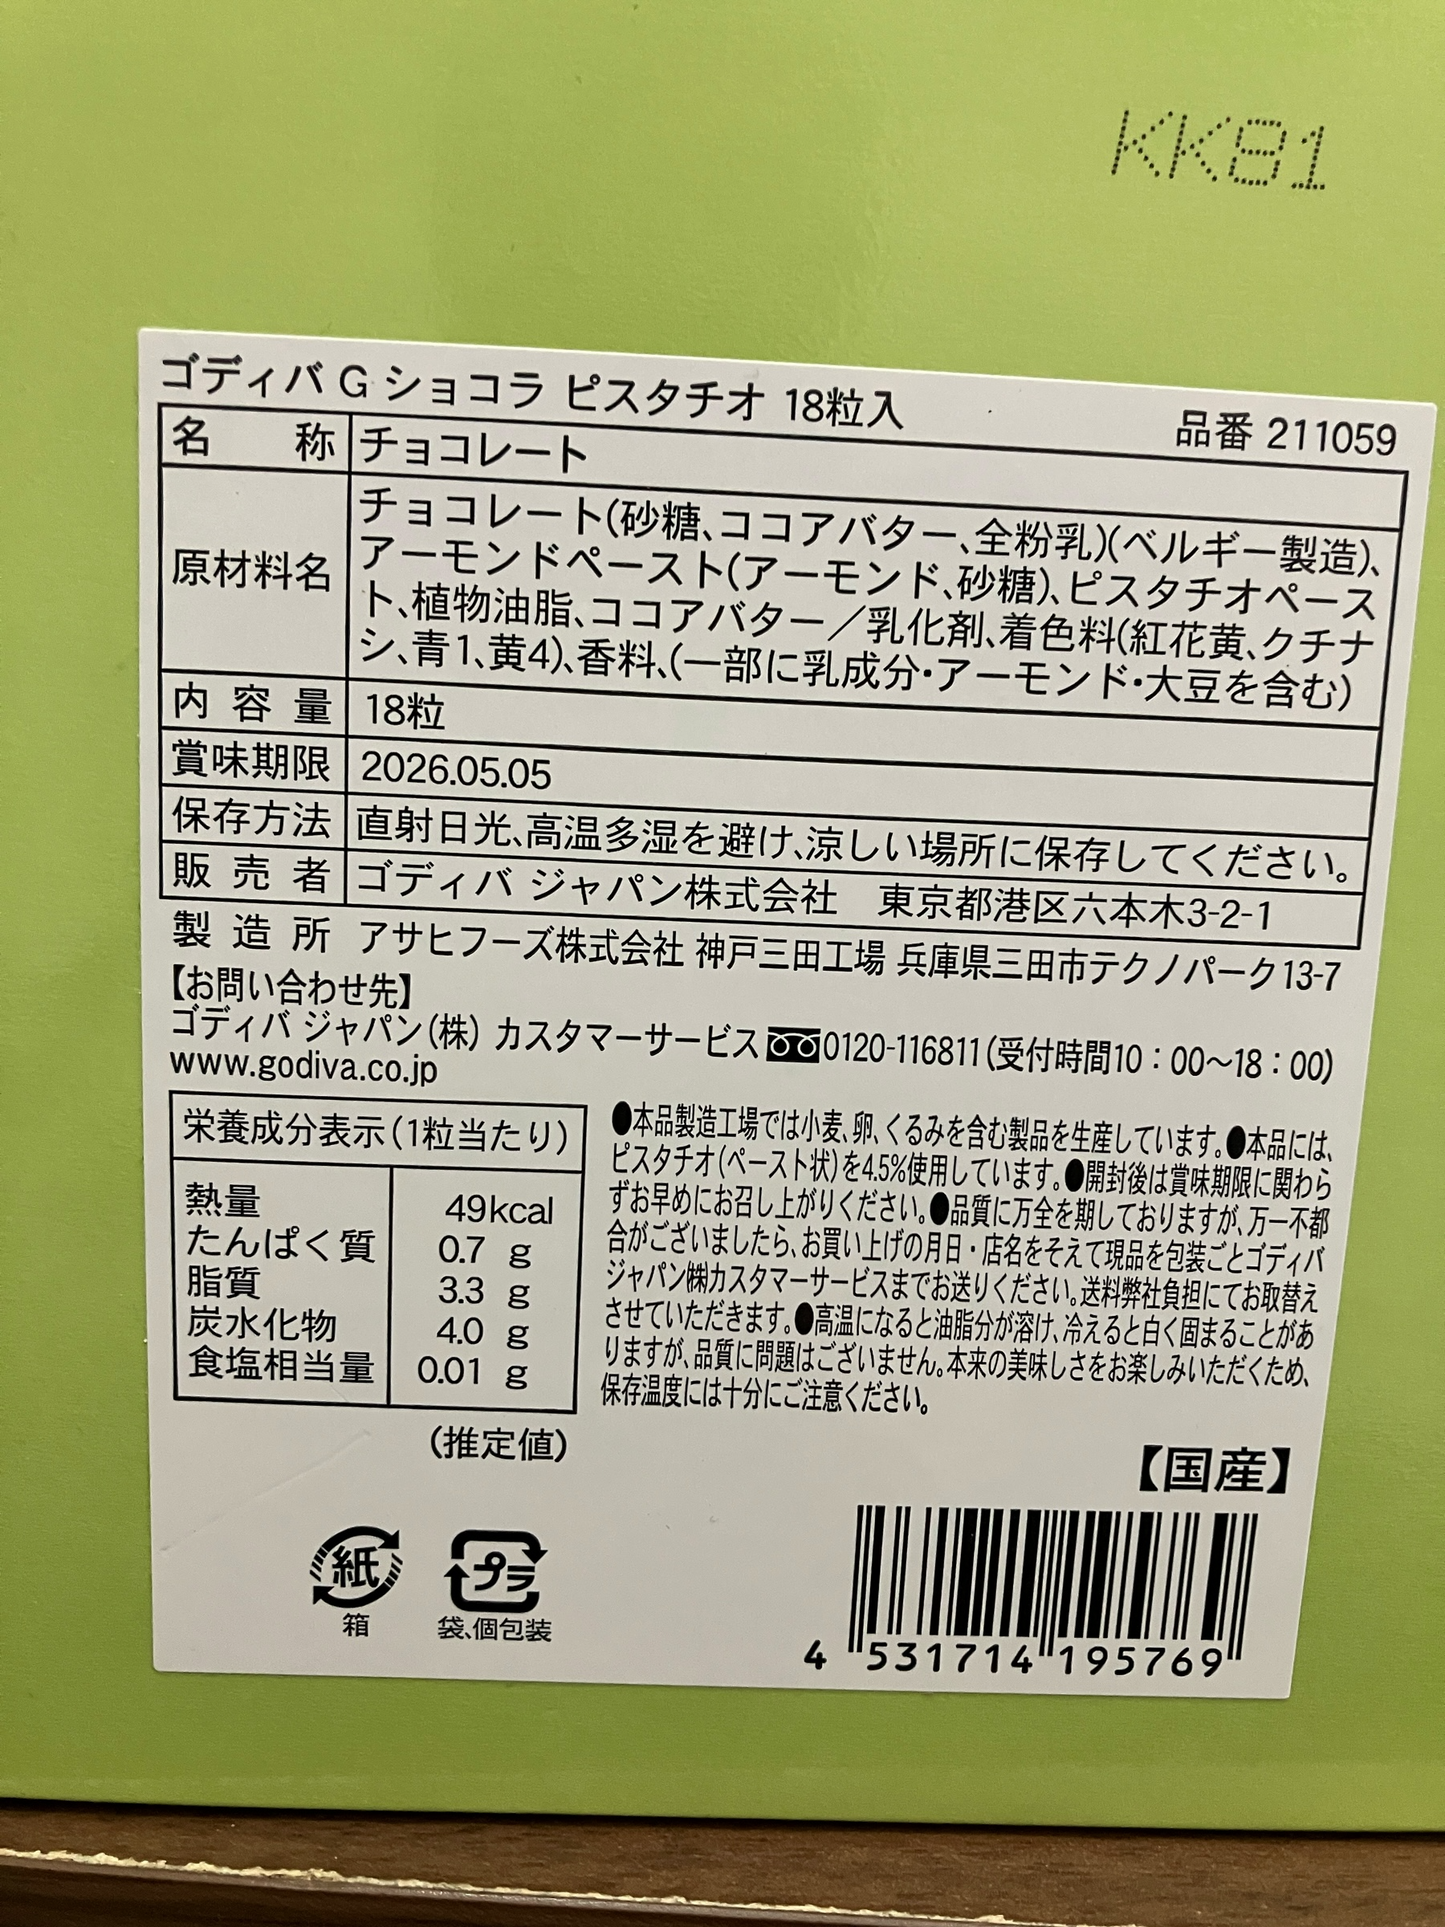 KK81
ゴディバ G ショコラ ピスタチオ 18粒入 品番 211059
名称 チョコレート
原材料名 チョコレート(砂糖、ココアバター、全粉乳)(ベルギー製造)、
アーモンドペースト(アーモンド、砂糖)、ピスタチオペース
ト、植物油脂、ココアバター／乳化剤、着色料(紅花黄、クチナ
シ、青1、黄4)、香料、(一部に乳成分・アーモンド・大豆を含む)
内容量 18粒
賞味期限 2026.05.05
保存方法 直射日光、高温多湿を避け、涼しい場所に保存してください。
販売者 ゴディバ ジャパン株式会社 東京都港区六本木3-2-1
製造所 アサヒフーズ株式会社 神戸三田工場 兵庫県三田市テクノパーク13-7
【お問い合わせ先】
ゴディバ ジャパン(株) カスタマーサービス 0120-116811(受付時間10：00〜18：00)
www.godiva.co.jp
栄養成分表示(1粒当たり)
熱量 49kcal
たんぱく質 0.7 g
脂質 3.3 g
炭水化物 4.0 g
食塩相当量 0.01 g
(推定値)
●本品製造工場では小麦、卵、くるみを含む製品を生産しています。●本品には、
ピスタチオ(ペースト状)を4.5%使用しています。●開封後は賞味期限に関わら
ずお早めにお召し上がりください。●品質に万全を期しておりますが、万一不都
合がございましたら、お買い上げの月日・店名をそえて現品を包装ごとゴディバ
ジャパン㈱カスタマーサービスまでお送りください。送料弊社負担にてお取替え
させていただきます。●高温になると油脂分が溶け、冷えると白く固まることがあ
りますが、品質に問題はございません。本来の美味しさをお楽しみいただくため、
保存温度には十分にご注意ください。
【国産】
紙
箱
プラ
袋、個包装
4 531714 195769